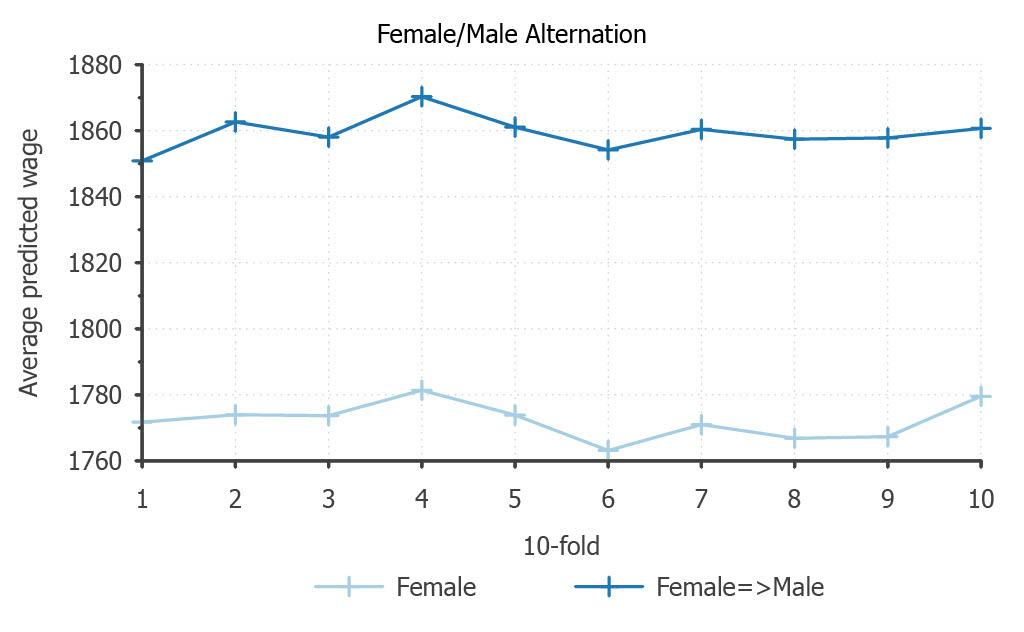 Female/Male Alternation
1880
1860
1840
1820
1800
1780
1760
Average predicted wage
1 2 3 4 5 6 7 8 9 10
10-fold
Female Female=>Male